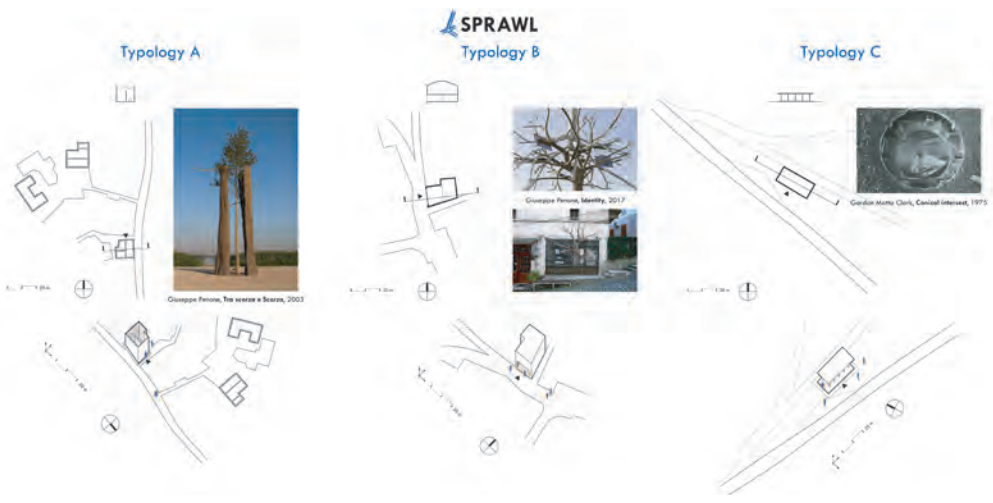 SPRAWL
Typology A
Typology B
Typology C
Giuseppe Penone, Identity, 2017
Gordon Matta Clark, Conical intersect, 1975
Giuseppe Penone, Tra scorza e Scorza, 2003